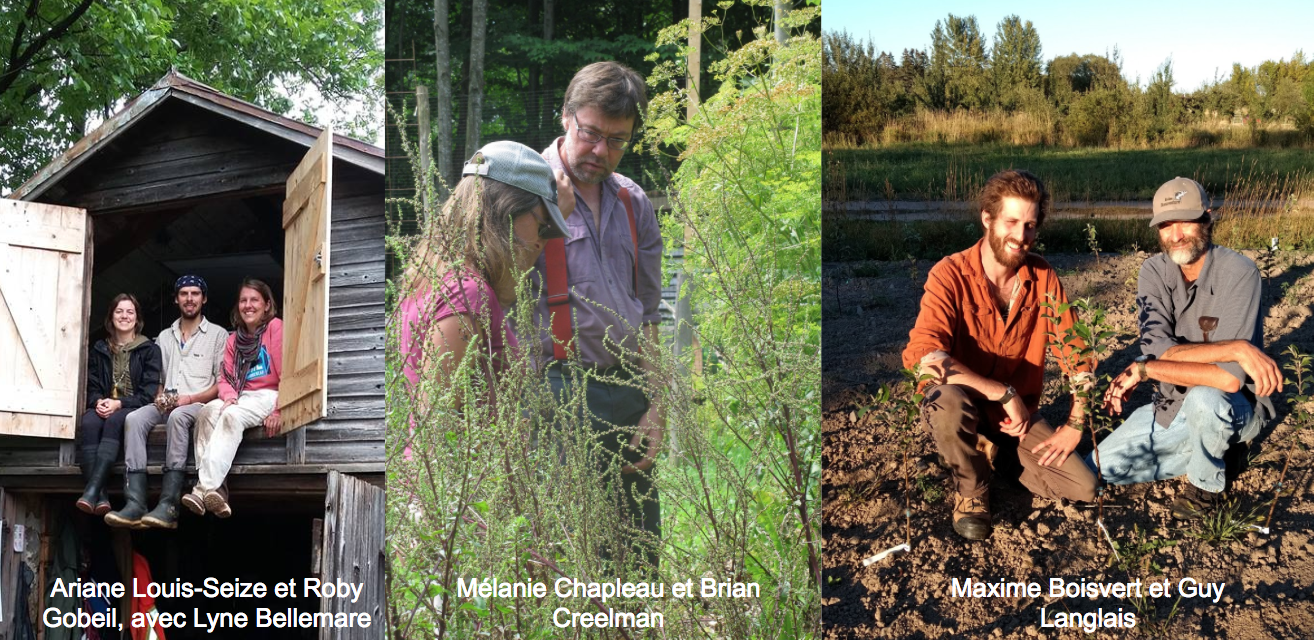 Ariane Louis-Seize et Roby
Gobeil, avec Lyne Bellemare
Mélanie Chapleau et Brian
Creelman
Maxime Boisvert et Guy
Langlais